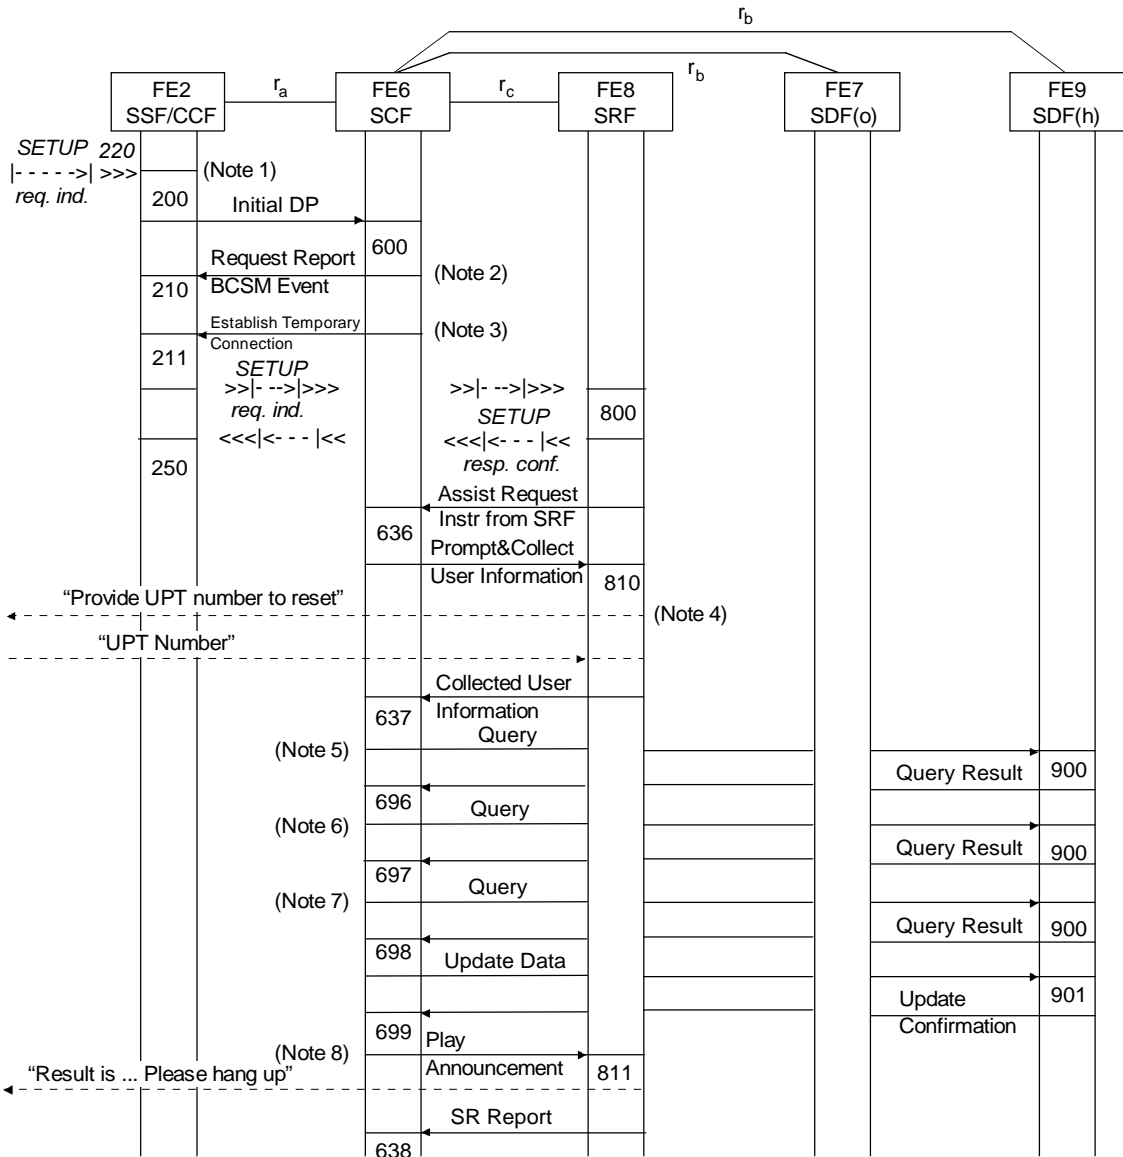 r_b
r_b
FE2
SSF/CCF
r_a
FE6
SCF
r_c
FE8
SRF
FE7
SDF(o)
FE9
SDF(h)
SETUP 220
|- - - - ->| >>>
req. ind.
(Note 1)
200
Initial DP
600
Request Report
BCSM Event
(Note 2)
210
Establish Temporary
Connection
(Note 3)
211
SETUP
>>|- -->|>>>
req. ind.
<<<|<- - - |<<
>>|- -->|>>>
SETUP
<<<|<- - - |<<
resp. conf.
800
250
Assist Request
Instr from SRF
636
Prompt&Collect
User Information
810
“Provide UPT number to reset”
(Note 4)
“UPT Number”
Collected User
Information
637
Query
(Note 5)
Query Result
900
696
Query
(Note 6)
Query Result
900
697
Query
(Note 7)
Query Result
900
698
Update Data
Update
Confirmation
901
699
Play
Announcement
(Note 8)
811
“Result is ... Please hang up”
SR Report
638